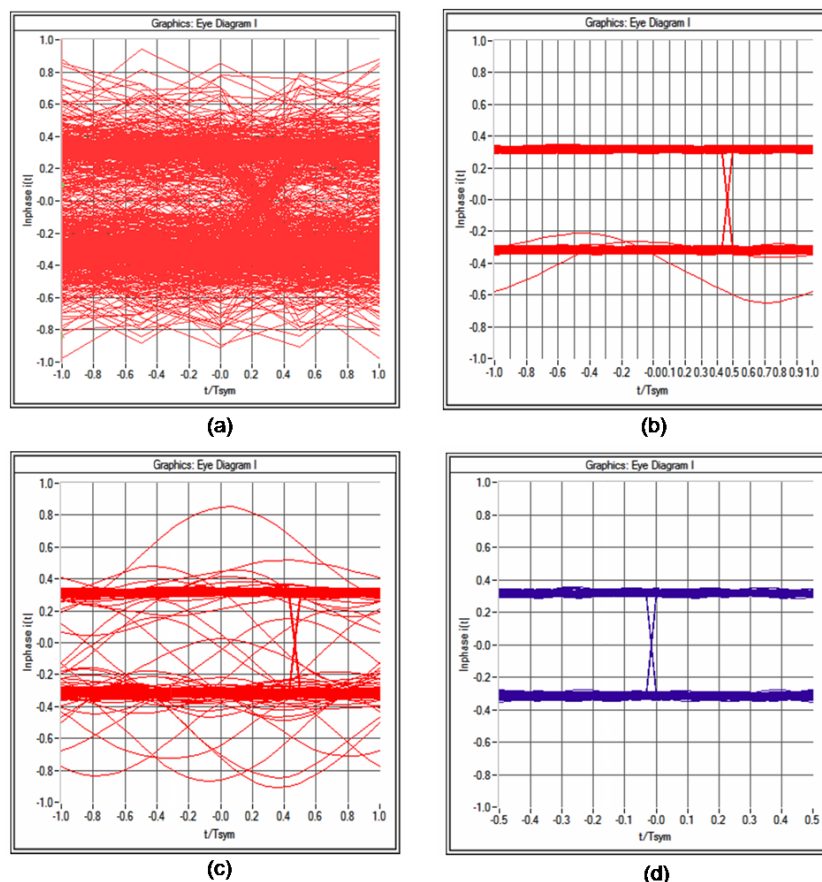 Graphics: Eye Diagram I
Inphase i(t)
1.0-
0.8-
0.6-
0.4-
0.2-
-0.0-
-0.2-
-0.4-
-0.6-
-0.8-
-1.0-
-1.0 -0.8 -0.6 -0.4 -0.2 -0.0 0.2 0.4 0.6 0.8 1.0
t/Tsym
(a)
Graphics: Eye Diagram I
Inphase i(t)
1.0-
0.8-
0.6-
0.4-
0.2-
-0.0-
-0.2-
-0.4-
-0.6-
-0.8-
-1.0-
-1.0 -0.8 -0.6 -0.4 -0.2 -0.0 0.1 0.2 0.3 0.4 0.5 0.6 0.7 0.8 0.9 1.0
t/Tsym
(b)
Graphics: Eye Diagram I
Inphase i(t)
1.0-
0.8-
0.6-
0.4-
0.2-
-0.0-
-0.2-
-0.4-
-0.6-
-0.8-
-1.0-
-1.0 -0.8 -0.6 -0.4 -0.2 -0.0 0.2 0.4 0.6 0.8 1.0
t/Tsym
(c)
Graphics: Eye Diagram I
Inphase i(t)
1.0-
0.8-
0.6-
0.4-
0.2-
-0.0-
-0.2-
-0.4-
-0.6-
-0.8-
-1.0-
-0.5 -0.4 -0.3 -0.2 -0.1 -0.0 0.1 0.2 0.3 0.4 0.5
t/Tsym
(d)